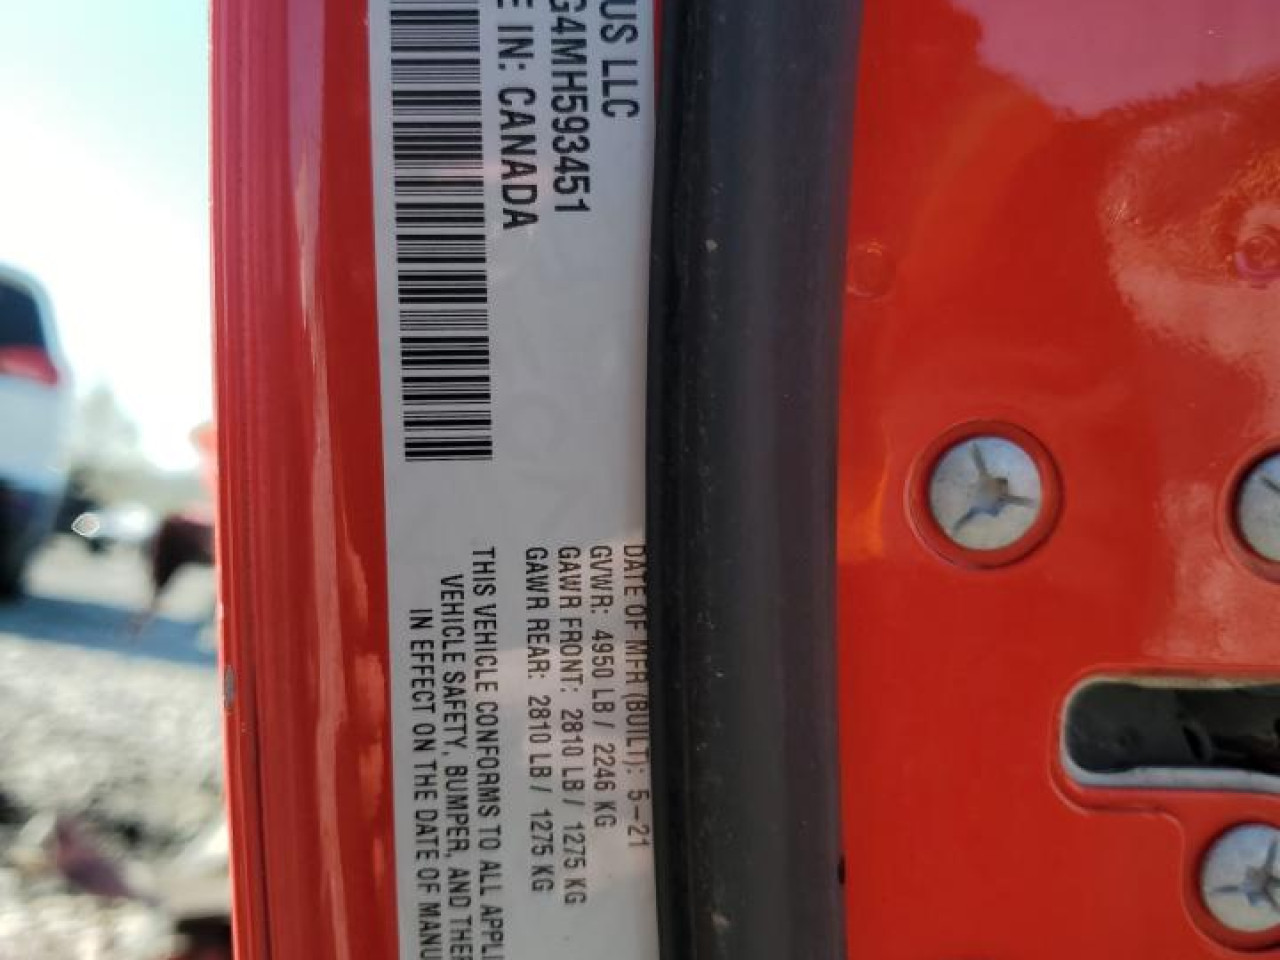 US LLC
G4MH593451
E IN: CANADA
DATE OF MFR (BUILT): 5-21
GVWR: 4950 LB / 2246 KG
GAWR FRONT: 2810 LB / 1275 KG
GAWR REAR: 2810 LB / 1275 KG
THIS VEHICLE CONFORMS TO ALL APPLI
VEHICLE SAFETY, BUMPER, AND THEF
IN EFFECT ON THE DATE OF MANU